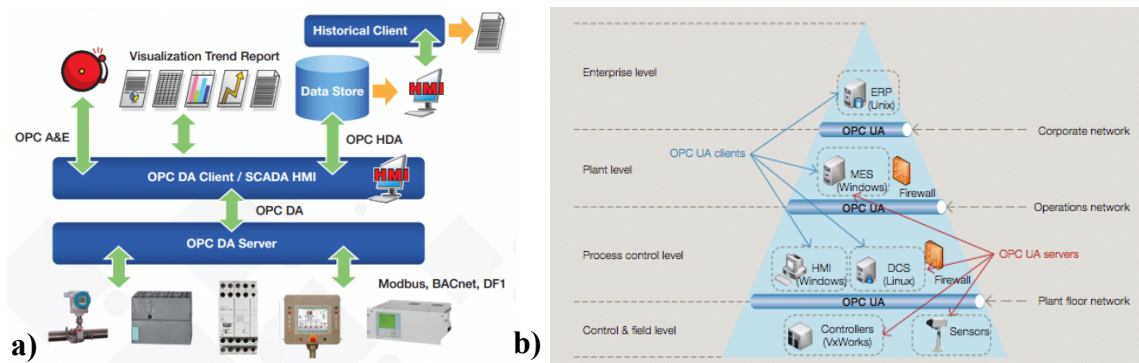 Historical Client
Visualization Trend Report
Data Store
HMI
OPC A&E
OPC HDA
OPC DA Client / SCADA HMI
HMI
OPC DA
OPC DA Server
Modbus, BACnet, DF1
a)
Enterprise level
ERP
(Unix)
OPC UA
Corporate network
OPC UA clients
Plant level
MES
(Windows)
Firewall
OPC UA
Operations network
Process control level
HMI
(Windows)
DCS
(Linux)
Firewall
OPC UA servers
OPC UA
Plant floor network
Control & field level
Controllers
(VxWorks)
Sensors
b)